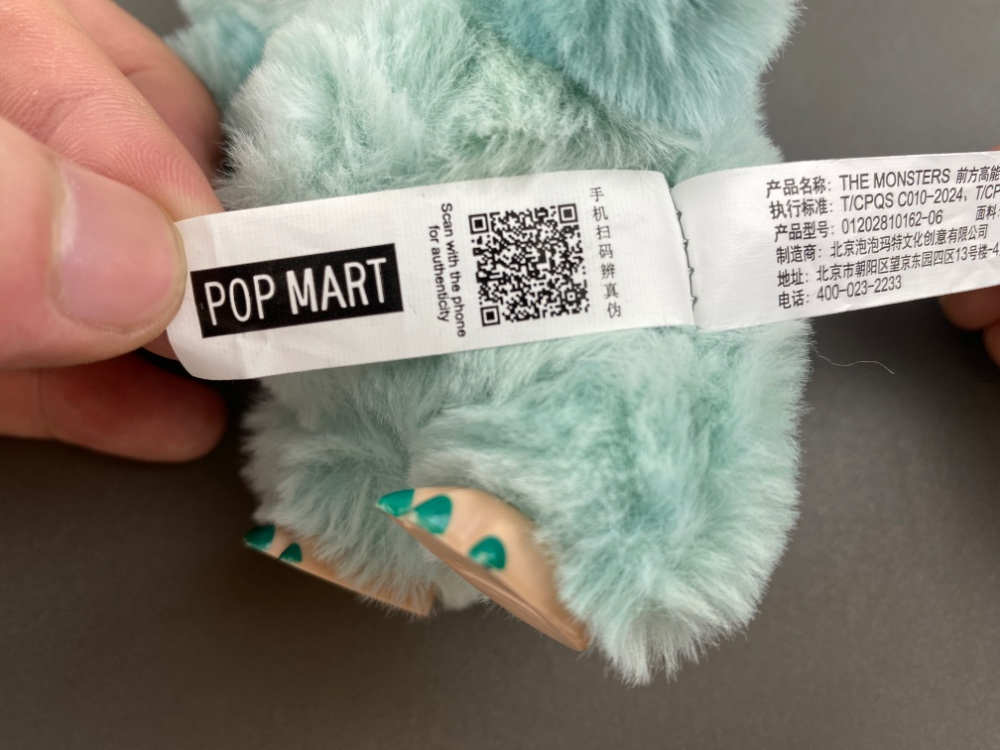 POP MART
Scan with the phone
for authenticity
手机扫码辨真伪
产品名称：THE MONSTERS 前方高能
执行标准：T/CPQS C010-2024、T/CP
产品型号：01202810162-06 面料
制造商：北京泡泡玛特文化创意有限公司
地址：北京市朝阳区望京东园四区13号楼-4
电话：400-023-2233